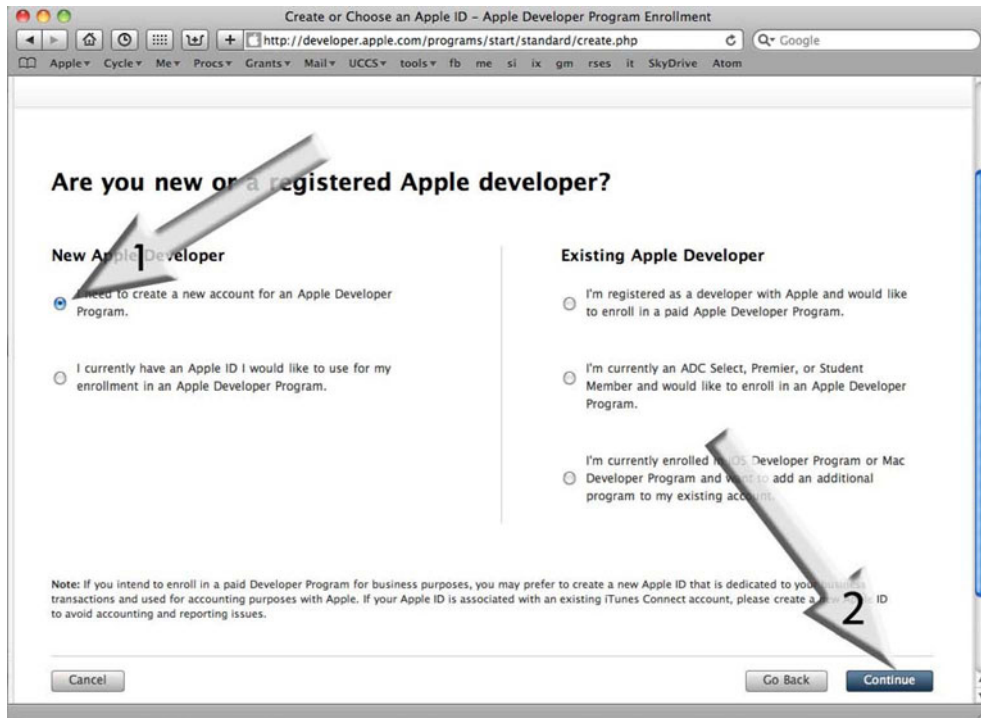 Create or Choose an Apple ID – Apple Developer Program Enrollment
http://developer.apple.com/programs/start/standard/create.php
Google
Apple Cycle Me Procs Grants Mail UCCS tools fb me si ix gm rses it SkyDrive Atom
Are you new or a registered Apple developer?
New Apple Developer
1
I need to create a new account for an Apple Developer
Program.
I currently have an Apple ID I would like to use for my
enrollment in an Apple Developer Program.
Existing Apple Developer
I'm registered as a developer with Apple and would like
to enroll in a paid Apple Developer Program.
I'm currently an ADC Select, Premier, or Student
Member and would like to enroll in an Apple Developer
Program.
I'm currently enrolled in iOS Developer Program or Mac
Developer Program and want to add an additional
program to my existing account.
Note: If you intend to enroll in a paid Developer Program for business purposes, you may prefer to create a new Apple ID that is dedicated to your business
transactions and used for accounting purposes with Apple. If your Apple ID is associated with an existing iTunes Connect account, please create a new Apple ID
to avoid accounting and reporting issues.
2
Cancel
Go Back
Continue